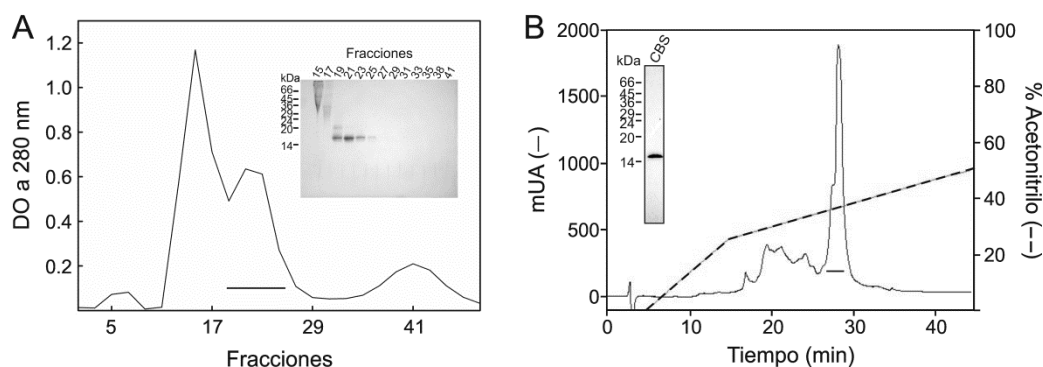 A
DO a 280 nm
1.2
1.0
0.8
0.6
0.4
0.2
5 17 29 41
Fracciones
Fracciones
15 17 19 21 23 25 27 29 31 33 35 38 41
kDa
66
45
36
29
24
20
14
B
mUA (—)
2000
1500
1000
500
0
0 10 20 30 40
Tiempo (min)
100
80
60
40
20
% Acetonitrilo (– –)
CBS
kDa
66
45
36
29
24
20
14